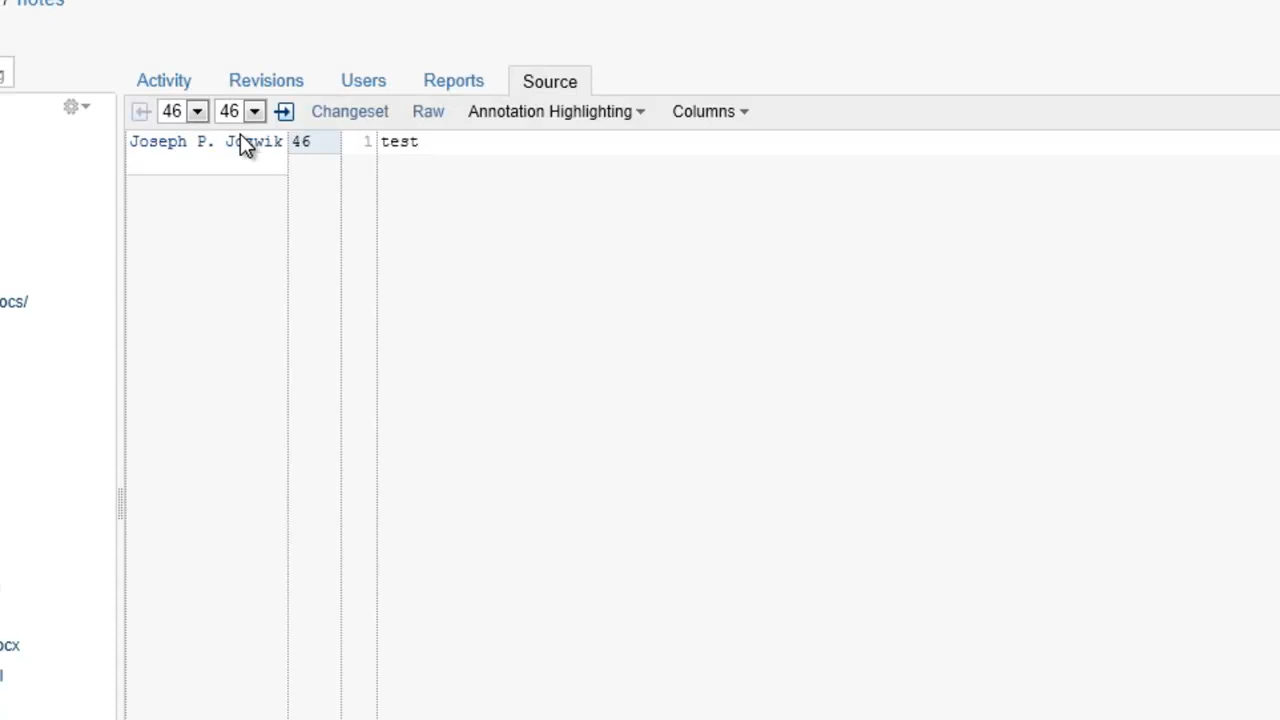 / notes
Activity Revisions Users Reports Source
46 46 Changeset Raw Annotation Highlighting Columns
Joseph P. 46 1 test
ocs/
ocx